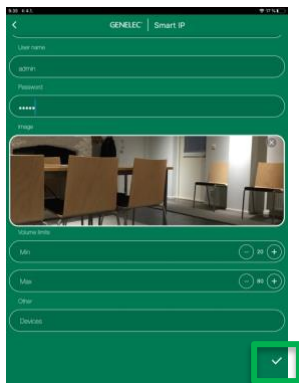 GENELEC Smart IP
User name
admin
Password
•••••
Image
Volume limits
Min
20
Max
80
Other
Devices